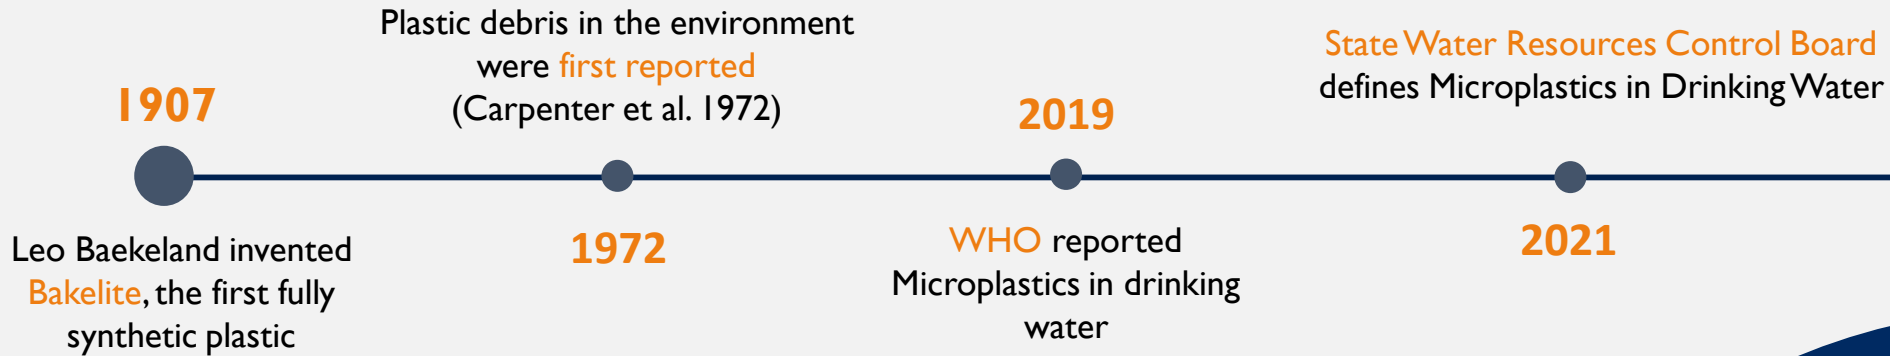 1907
Leo Baekeland invented
Bakelite, the first fully
synthetic plastic
Plastic debris in the environment
were first reported
(Carpenter et al. 1972)
1972
2019
WHO reported
Microplastics in drinking
water
State Water Resources Control Board
defines Microplastics in Drinking Water
2021